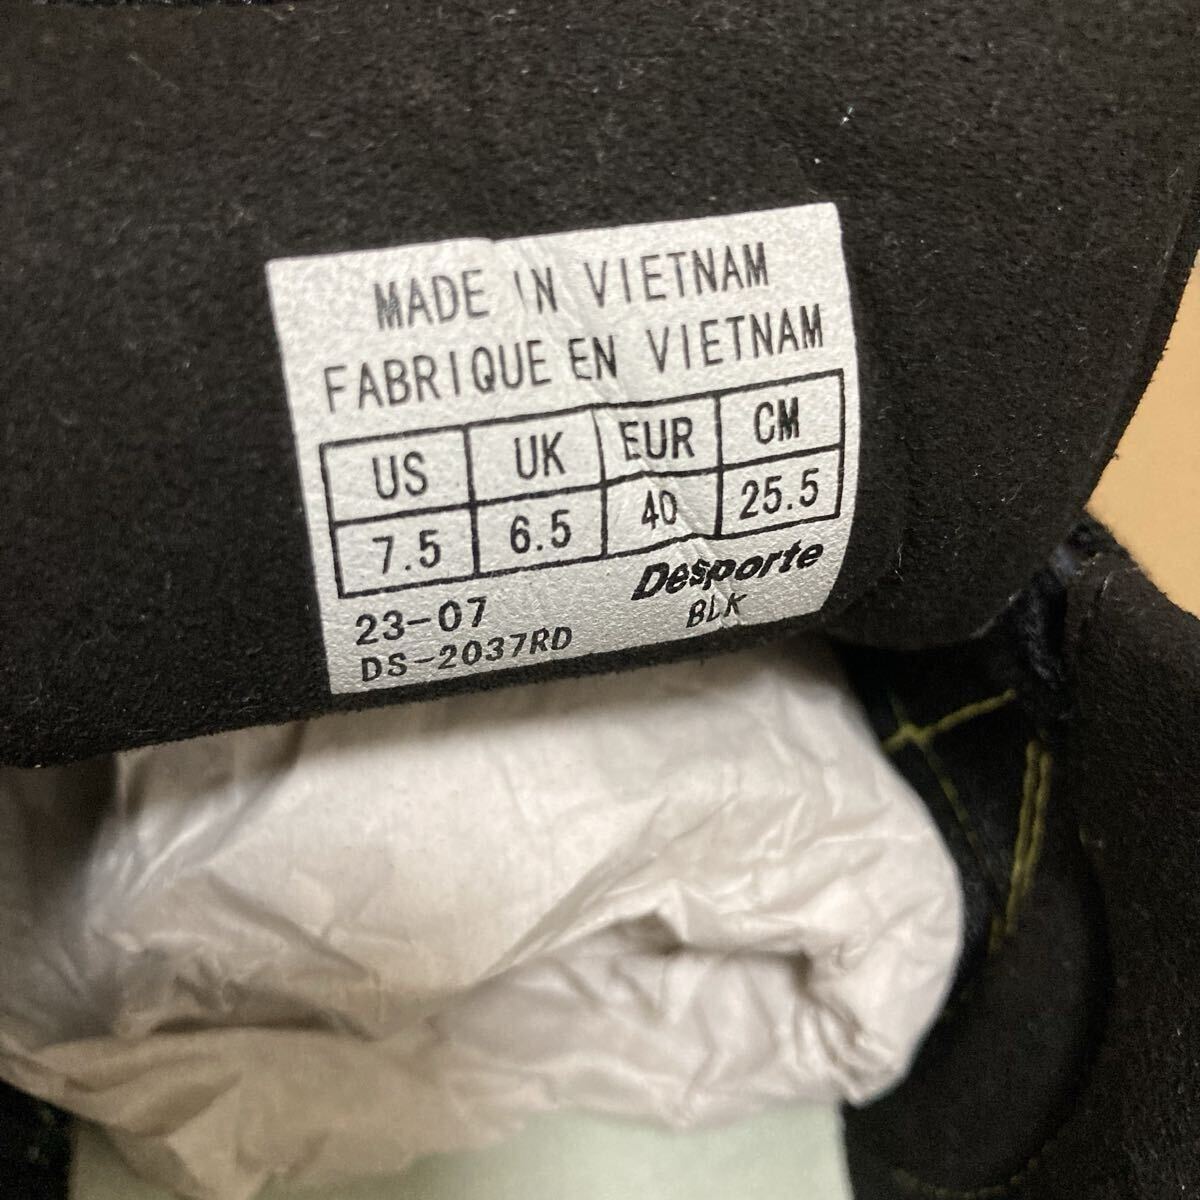 MADE IN VIETNAM
FABRIQUE EN VIETNAM
US UK EUR CM
7.5 6.5 40 25.5
23-07 Desporte
DS-2037RD BLK